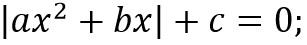 |ax² + bx| + c = 0;